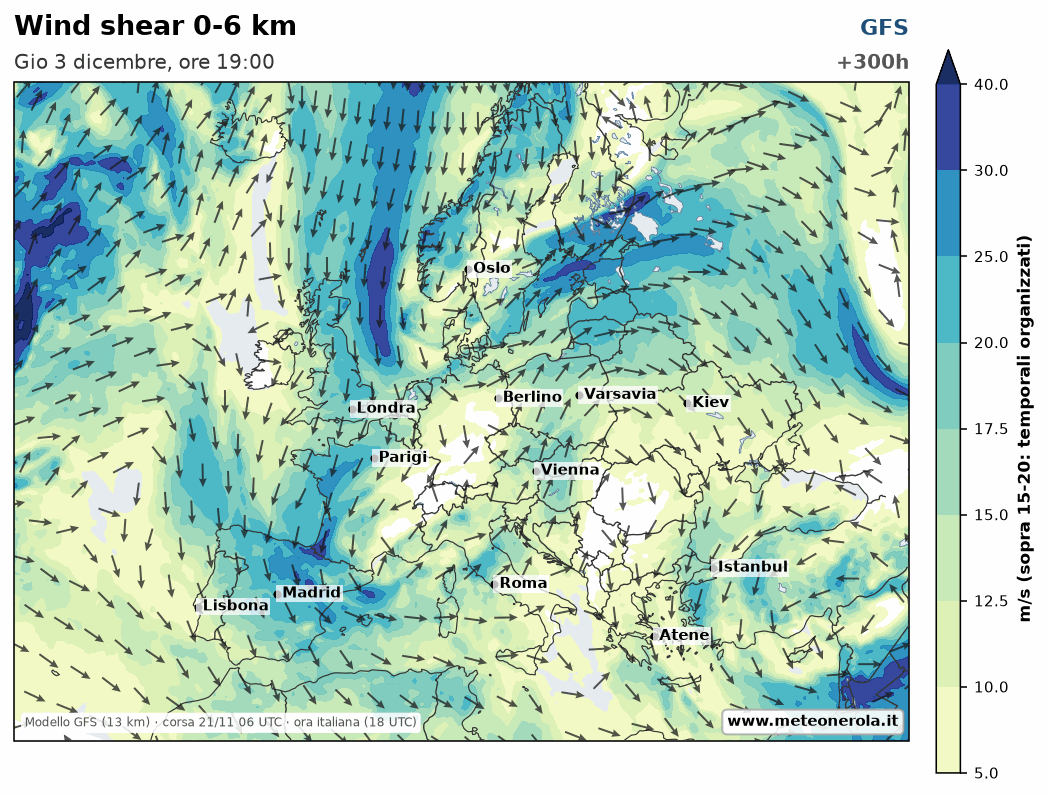 Wind shear 0-6 km
GFS
Gio 3 dicembre, ore 19:00
+300h
40.0
30.0
25.0
20.0
17.5
15.0
12.5
10.0
5.0
m/s (sopra 15-20: temporali organizzati)
Oslo
Londra
Berlino
Varsavia
Kiev
Parigi
Vienna
Istanbul
Roma
Madrid
Lisbona
Atene
Modello GFS (13 km) · corsa 21/11 06 UTC · ora italiana (18 UTC)
www.meteonerola.it